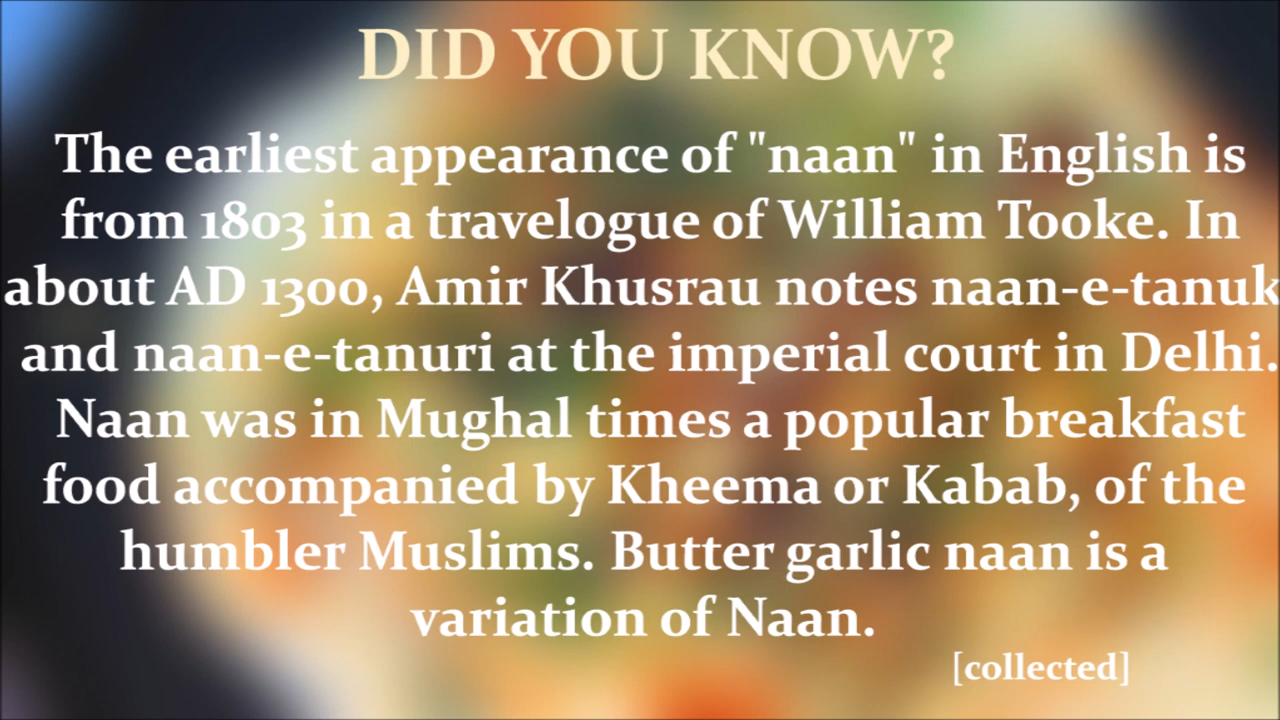 DID YOU KNOW?
The earliest appearance of "naan" in English is
from 1803 in a travelogue of William Tooke. In
about AD 1300, Amir Khusrau notes naan-e-tanuk
and naan-e-tanuri at the imperial court in Delhi.
Naan was in Mughal times a popular breakfast
food accompanied by Kheema or Kabab, of the
humbler Muslims. Butter garlic naan is a
variation of Naan.
[collected]